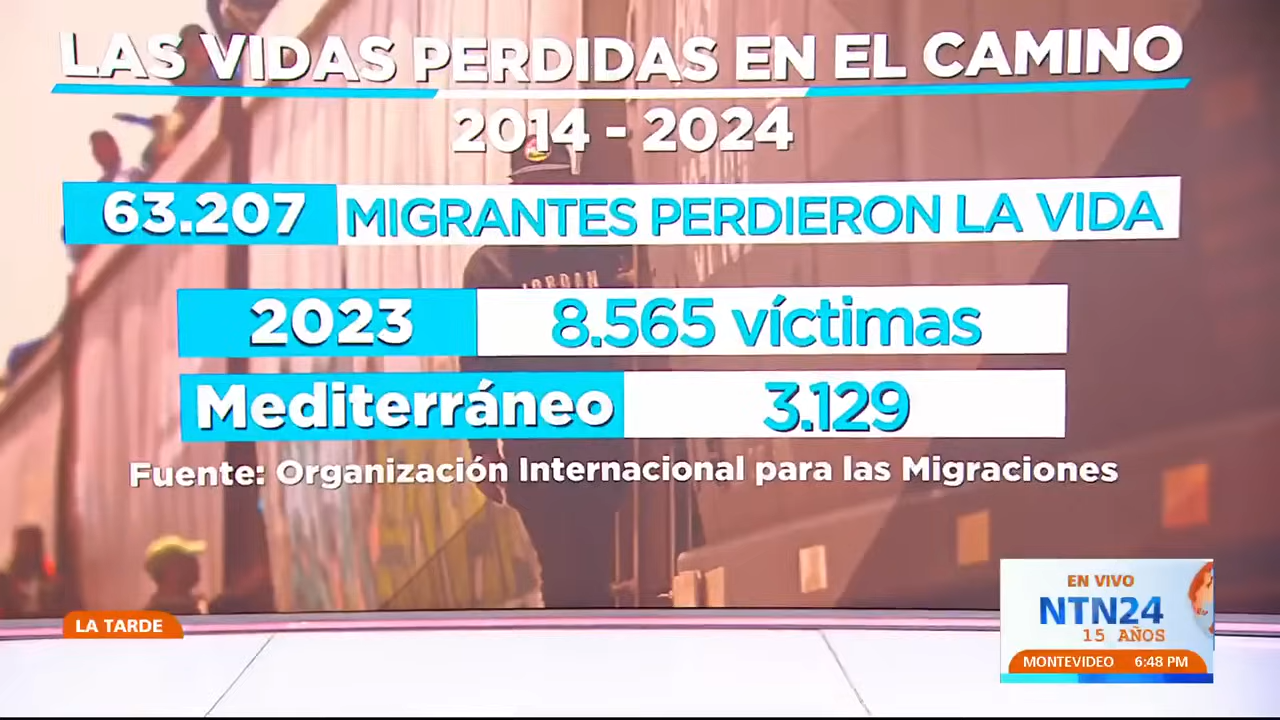 LAS VIDAS PERDIDAS EN EL CAMINO
2014 - 2024
63.207 MIGRANTES PERDIERON LA VIDA
JORDAN
2023 8.565 víctimas
Mediterráneo 3.129
Fuente: Organización Internacional para las Migraciones
LA TARDE
EN VIVO
NTN24
15 AÑOS
MONTEVIDEO 6:48 PM